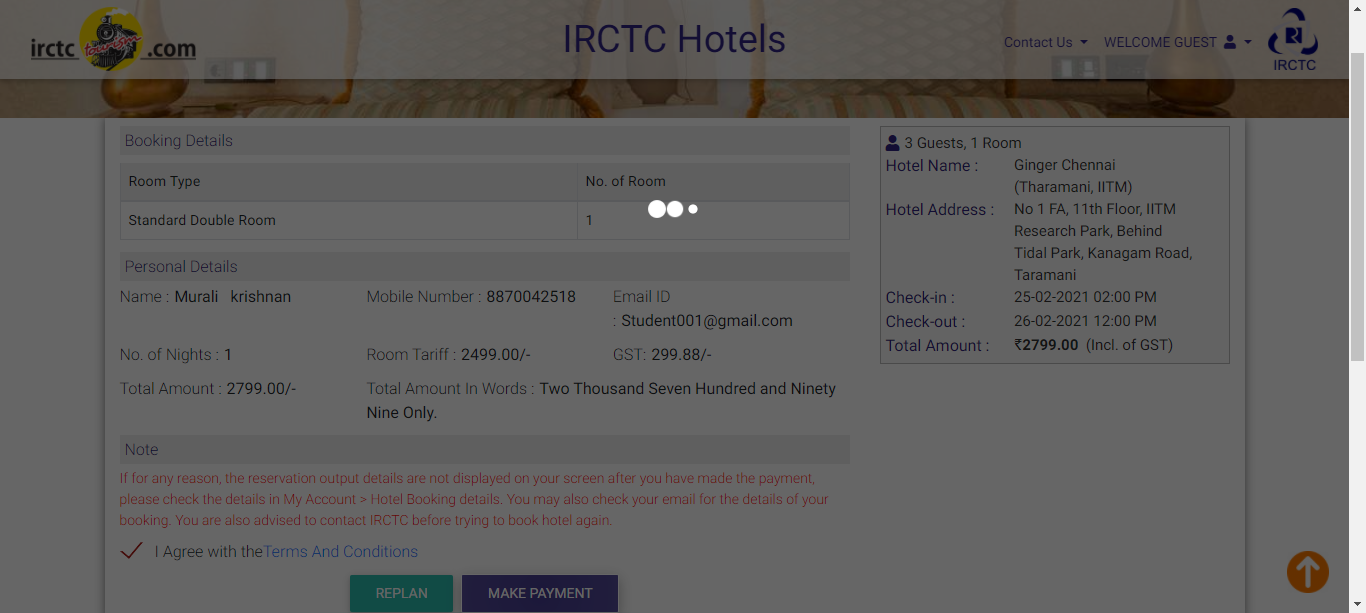 irctc tourism .com
IRCTC Hotels
Contact Us
WELCOME GUEST
IRCTC
Booking Details
Room Type
No. of Room
Standard Double Room
1
Personal Details
Name : Murali krishnan
Mobile Number : 8870042518
Email ID
: Student001@gmail.com
No. of Nights : 1
Room Tariff : 2499.00/-
GST: 299.88/-
Total Amount : 2799.00/-
Total Amount In Words : Two Thousand Seven Hundred and Ninety
Nine Only.
Note
If for any reason, the reservation output details are not displayed on your screen after you have made the payment,
please check the details in My Account > Hotel Booking details. You may also check your email for the details of your
booking. You are also advised to contact IRCTC before trying to book hotel again.
I Agree with theTerms And Conditions
REPLAN
MAKE PAYMENT
3 Guests, 1 Room
Hotel Name :
Ginger Chennai
(Tharamani, IITM)
Hotel Address :
No 1 FA, 11th Floor, IITM
Research Park, Behind
Tidal Park, Kanagam Road,
Taramani
Check-in :
25-02-2021 02:00 PM
Check-out :
26-02-2021 12:00 PM
Total Amount :
₹2799.00 (Incl. of GST)